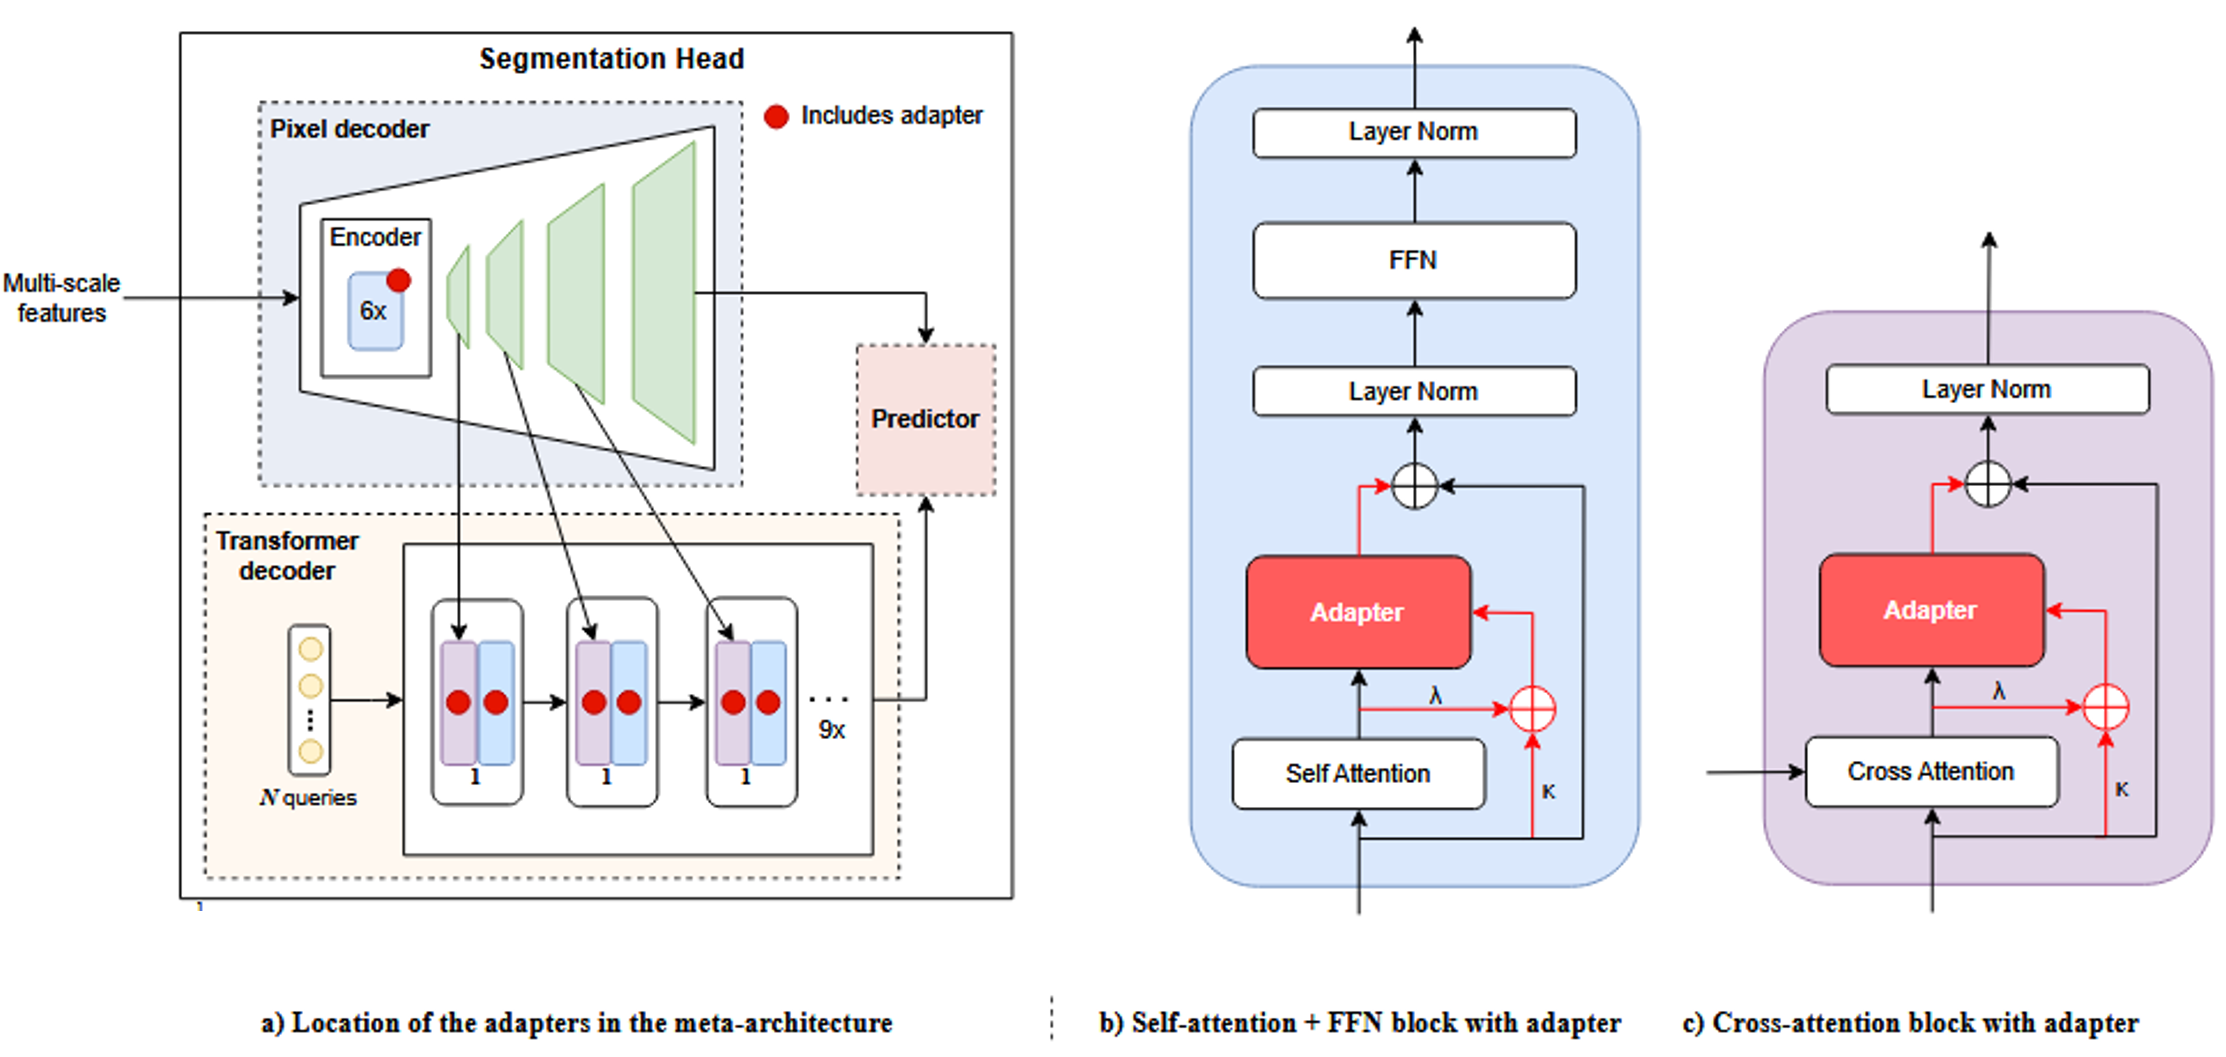 Segmentation Head
Includes adapter
Pixel decoder
Encoder
6x
Multi-scale
features
Predictor
Transformer
decoder
N queries
1
1
1
9x
1
a) Location of the adapters in the meta-architecture
Layer Norm
FFN
Layer Norm
Adapter
λ
Self Attention
κ
b) Self-attention + FFN block with adapter
Layer Norm
Adapter
λ
Cross Attention
κ
c) Cross-attention block with adapter